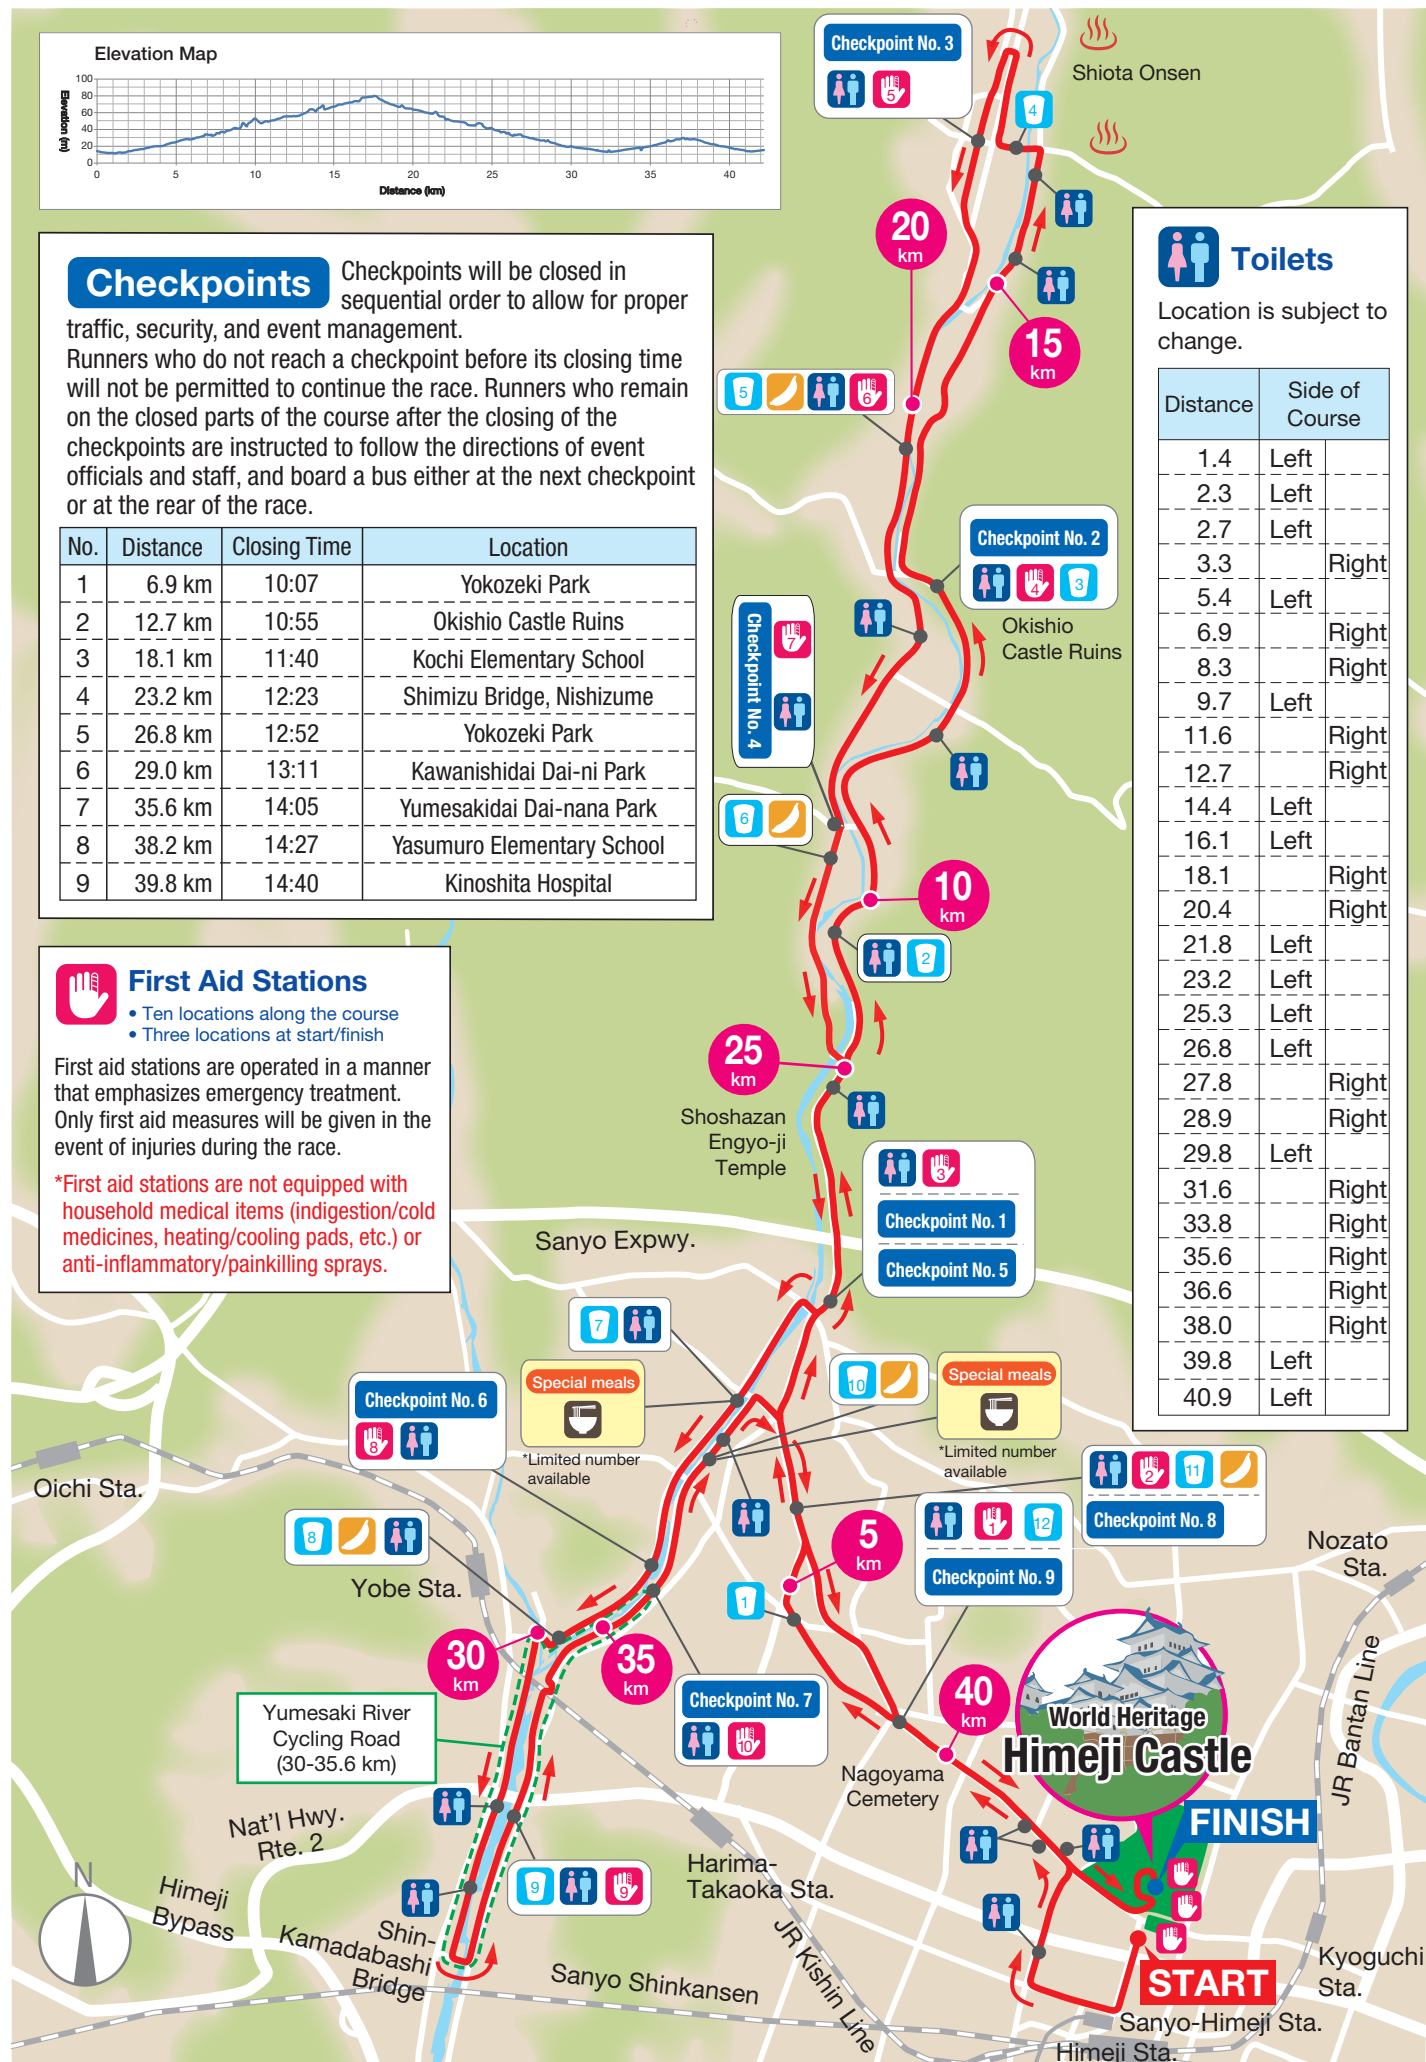 Elevation Map
Elevation (m)
100
80
60
40
20
0
0 5 10 15 20 25 30 35 40
Distance (km)
Checkpoints
Checkpoints will be closed in
sequential order to allow for proper
traffic, security, and event management.
Runners who do not reach a checkpoint before its closing time
will not be permitted to continue the race. Runners who remain
on the closed parts of the course after the closing of the
checkpoints are instructed to follow the directions of event
officials and staff, and board a bus either at the next checkpoint
or at the rear of the race.
No. Distance Closing Time Location
1 6.9 km 10:07 Yokozeki Park
2 12.7 km 10:55 Okishio Castle Ruins
3 18.1 km 11:40 Kochi Elementary School
4 23.2 km 12:23 Shimizu Bridge, Nishizume
5 26.8 km 12:52 Yokozeki Park
6 29.0 km 13:11 Kawanishidai Dai-ni Park
7 35.6 km 14:05 Yumesakidai Dai-nana Park
8 38.2 km 14:27 Yasumuro Elementary School
9 39.8 km 14:40 Kinoshita Hospital
First Aid Stations
• Ten locations along the course
• Three locations at start/finish
First aid stations are operated in a manner
that emphasizes emergency treatment.
Only first aid measures will be given in the
event of injuries during the race.
*First aid stations are not equipped with
household medical items (indigestion/cold
medicines, heating/cooling pads, etc.) or
anti-inflammatory/painkilling sprays.
Toilets
Location is subject to
change.
Distance Side of
Course
1.4 Left
2.3 Left
2.7 Left
3.3 Right
5.4 Left
6.9 Right
8.3 Right
9.7 Left
11.6 Right
12.7 Right
14.4 Left
16.1 Left
18.1 Right
20.4 Right
21.8 Left
23.2 Left
25.3 Left
26.8 Left
27.8 Right
28.9 Right
29.8 Left
31.6 Right
33.8 Right
35.6 Right
36.6 Right
38.0 Right
39.8 Left
40.9 Left
Checkpoint No. 3
5
Shiota Onsen
4
20
km
15
km
5
6
Checkpoint No. 2
4
3
Okishio
Castle Ruins
Checkpoint No. 4
7
6
10
km
2
25
km
Shoshazan
Engyo-ji
Temple
3
Checkpoint No. 1
Checkpoint No. 5
Sanyo Expwy.
7
Special meals
*Limited number
available
10
Special meals
*Limited number
available
Checkpoint No. 6
8
Oichi Sta.
8
Yobe Sta.
2
11
Checkpoint No. 8
1
12
Checkpoint No. 9
5
km
1
Nozato
Sta.
30
km
35
km
Checkpoint No. 7
10
40
km
World Heritage
Himeji Castle
JR Bantan Line
Yumesaki River
Cycling Road
(30-35.6 km)
Nagoyama
Cemetery
FINISH
Nat'l Hwy.
Rte. 2
N
Himeji
Bypass
9
9
Harima-
Takaoka Sta.
Shin-
Kamadabashi
Bridge
Sanyo Shinkansen
JR Kishin Line
START
Kyoguchi
Sta.
Sanyo-Himeji Sta.
Himeji Sta.